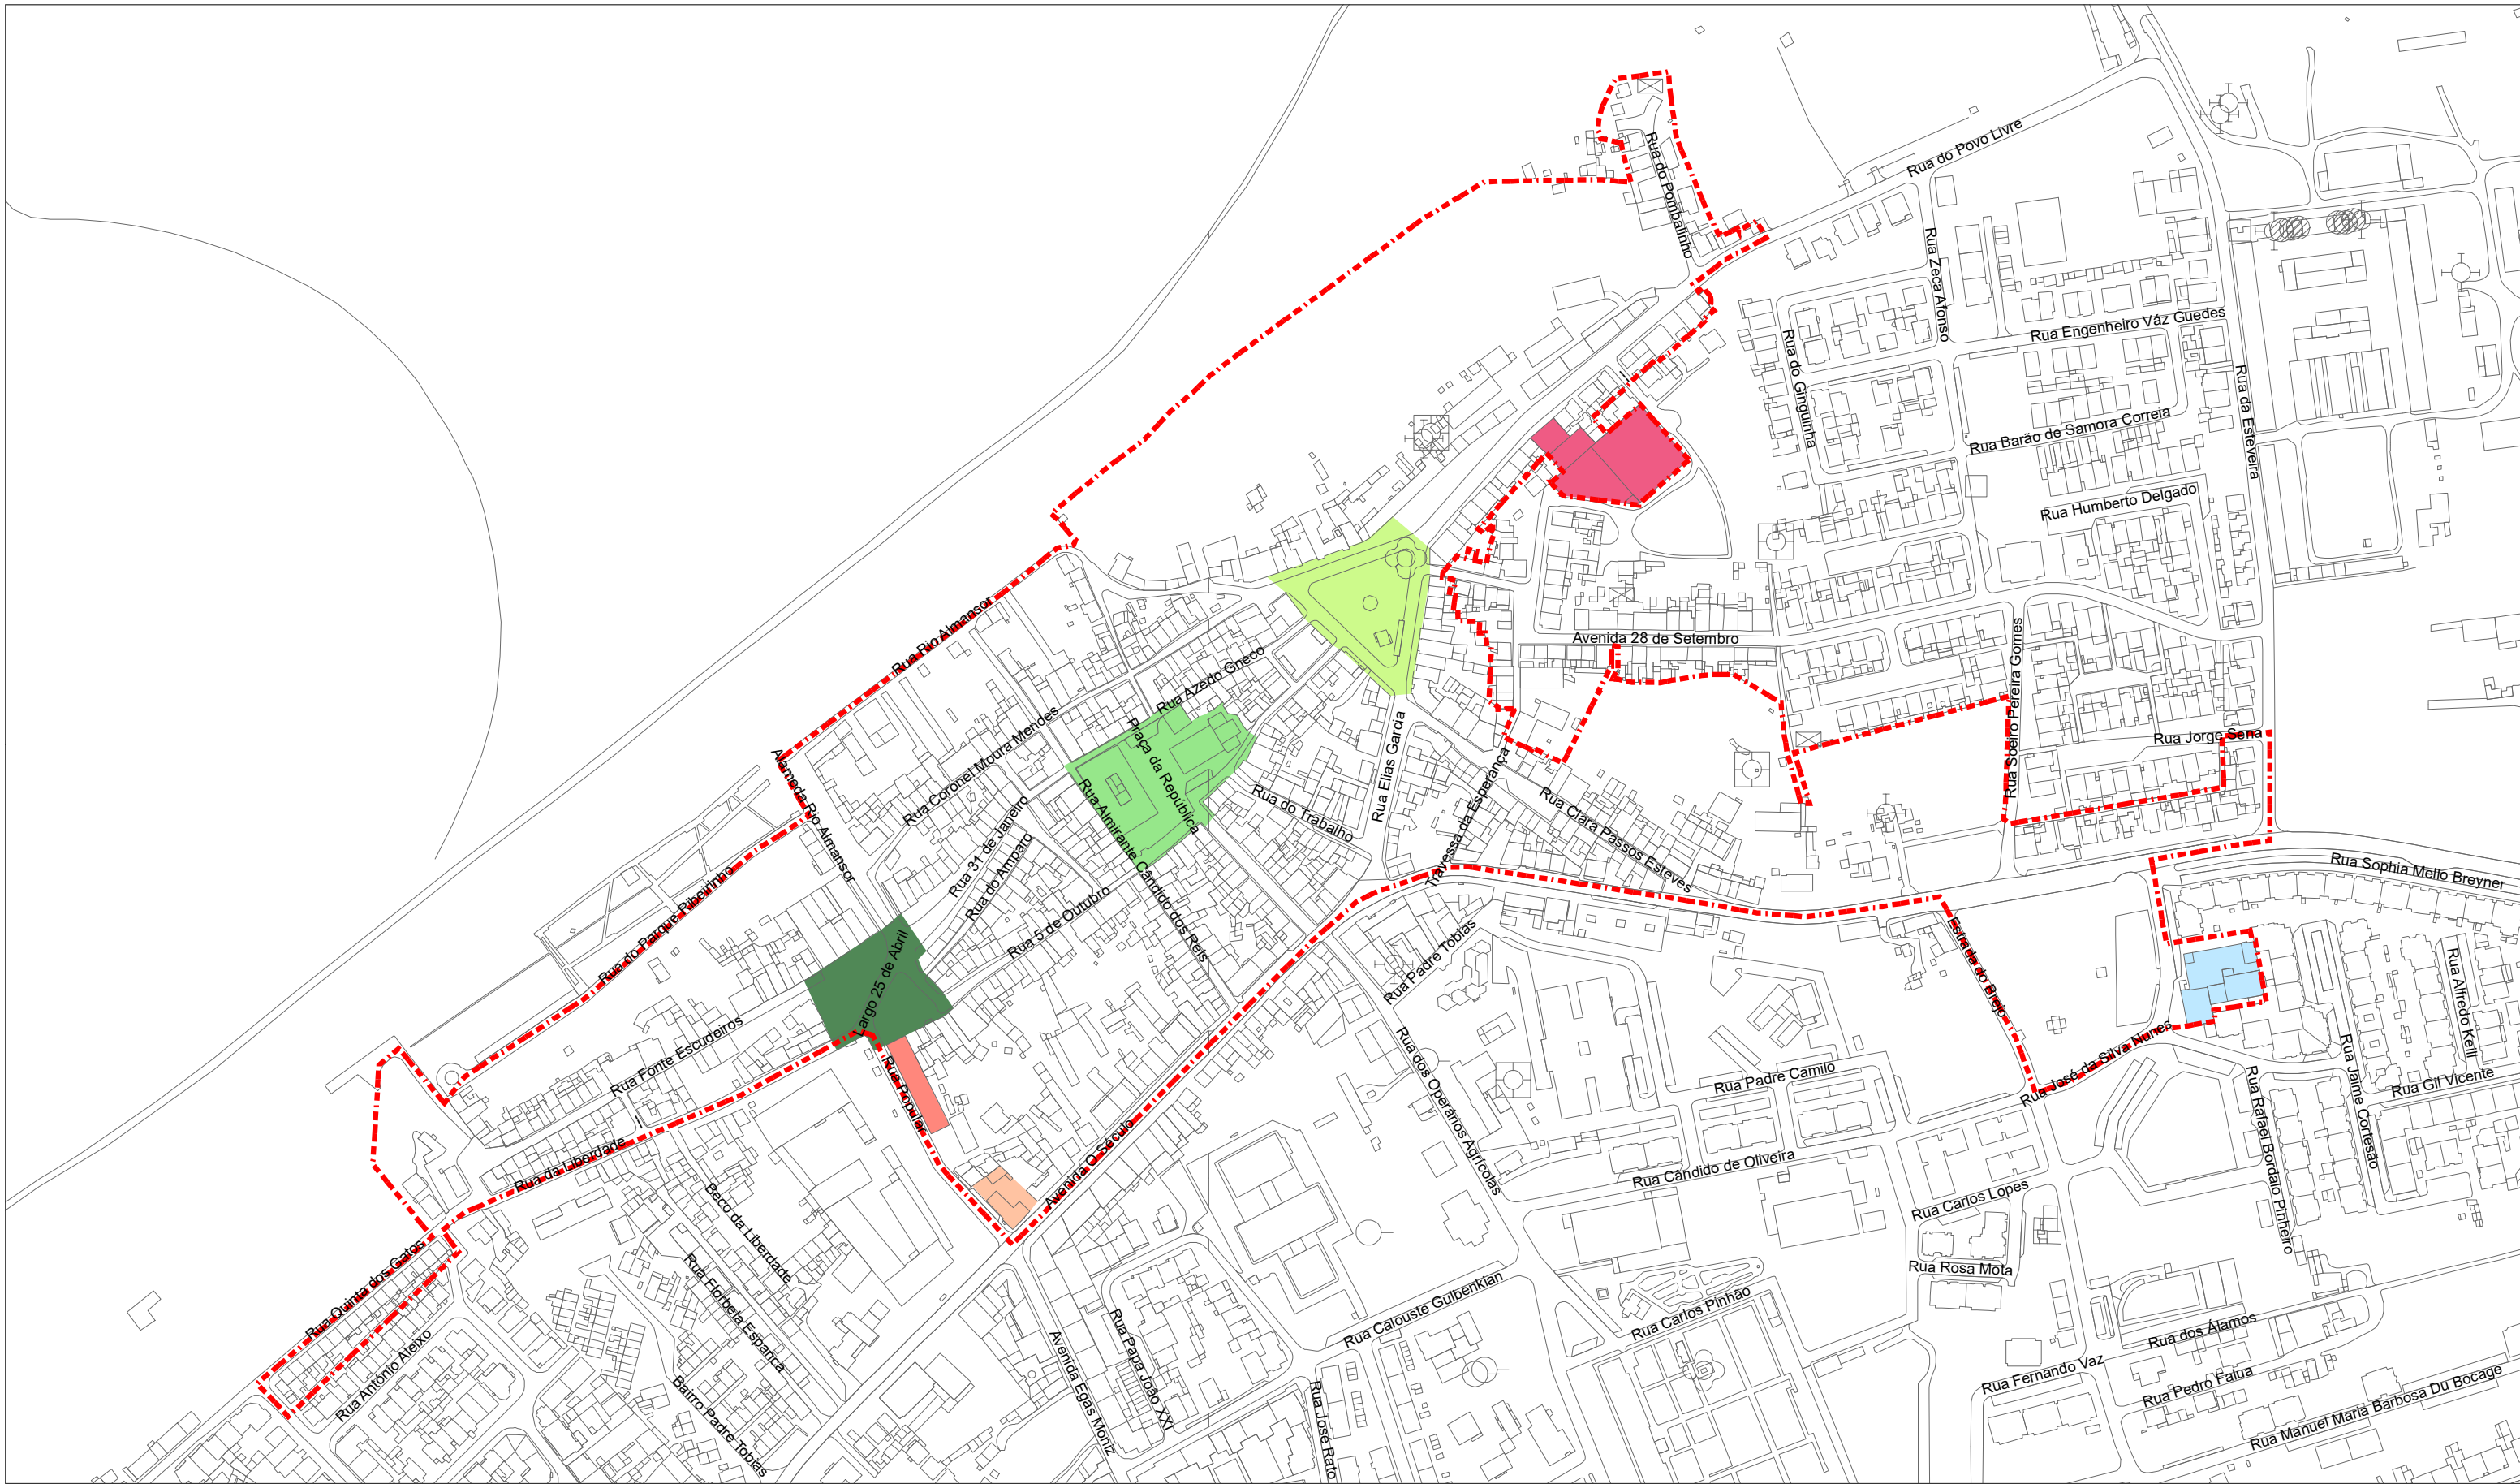 Rua do Povo Livre
Rua do Pombalinho
Rua Zeca Afonso
Rua Engenheiro Váz Guedes
Rua do Ginguinha
Rua da Esteveira
Rua Barão de Samora Correia
Rua Humberto Delgado
Rua Rio Almansor
Avenida 28 de Setembro
Rua Azedo Gneco
Rua Soeiro Pereira Gomes
Rua Coronel Moura Mendes
Praça da República
Rua Elias Garcia
Rua Jorge Sena
Alameda Rio Almansor
Rua Almirante Cândido dos Reis
Rua do Trabalho
Travessa da Esperança
Rua Clara Passos Esteves
Rua 31 de Janeiro
Rua do Amparo
Rua Sophia Mello Breyner
Rua do Parque Ribeirinho
Rua 5 de Outubro
Largo 25 de Abril
Rua Padre Tobias
Estrada do Brejo
Rua Alfredo Keill
Rua Fonte Escudeiros
Rua Populer
Rua dos Operários Agrícolas
Rua Padre Camilo
Rua José da Silva Nunes
Rua Jaime Cortesão
Rua Gil Vicente
Rua Rafael Bordalo Pinheiro
Rua da Liberdade
Avenida O Século
Rua Cândido de Oliveira
Rua Carlos Lopes
Beco da Liberdade
Rua Quinta dos Gatos
Rua Florbela Espanca
Rua Rosa Mota
Rua Calouste Gulbenkian
Rua Carlos Pinhão
Rua António Aleixo
Avenida Egas Moniz
Rua Papa João XXI
Rua dos Álamos
Bairro Padre Tobias
Rua José Rato
Rua Fernando Vaz
Rua Pedro Falua
Rua Manuel Maria Barbosa Du Bocage